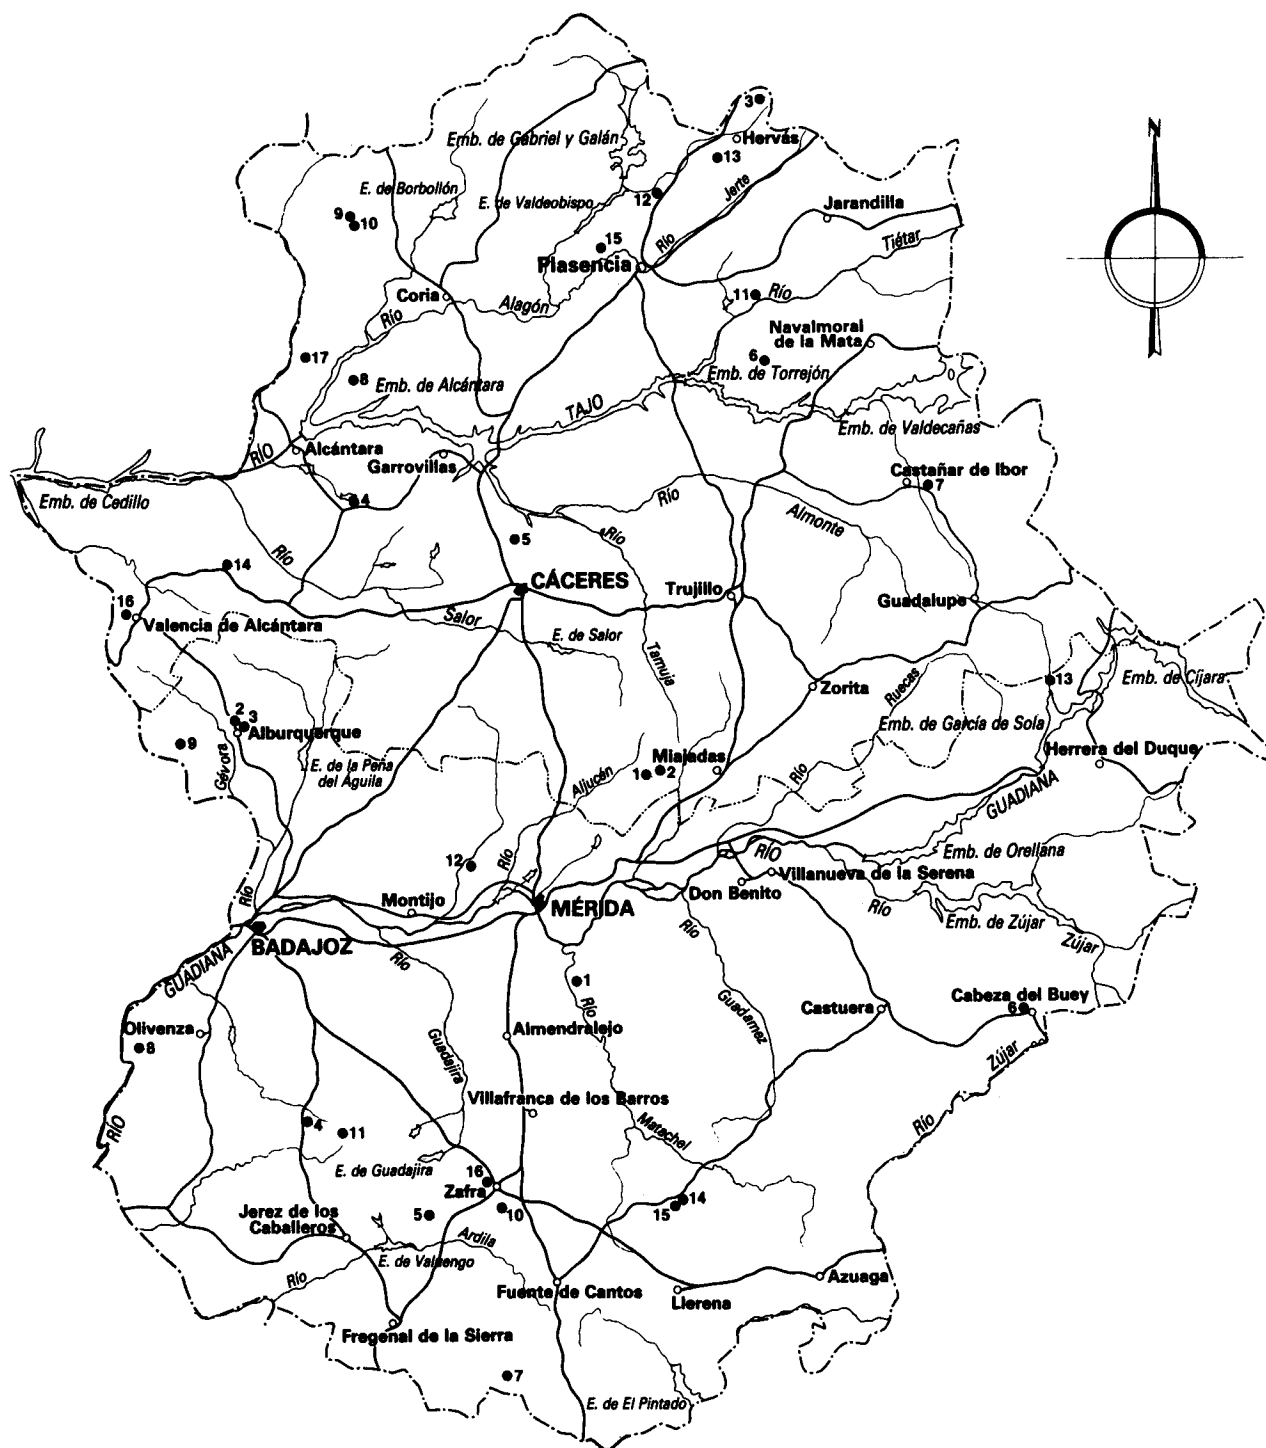 3
Hervás
Emb. de Gabriel y Galán
13
N
E. de Borbollón
Jerte
12
E. de Valdeobispo
Jarandilla
9
10
15
Río
Tiétar
Plasencia
Coria
Alagón
Río
11
Río
Navalmoral
de la Mata
17
6
8
Emb. de Alcántara
Emb. de Torrejón
TAJO
Emb. de Valdecañas
RÍO
Alcántara
Garrovillas
Castañar de Ibor
7
Emb. de Cedillo
4
Río
Almonte
5
Río
Río
14
CÁCERES
Trujillo
Guadalupe
16
Valencia de Alcántara
Salor
E. de Salor
Tamuja
Zorita
Ruecas
13
Emb. de Cíjara
2
3
Alburquerque
Emb. de García de Sola
9
Gévora
E. de la Peña
del Águila
Miajadas
1
2
Herrera del Duque
Aljucén
Río
GUADIANA
12
Río
RÍO
Emb. de Orellana
Villanueva de la Serena
Don Benito
Río
Montijo
MÉRIDA
Río
Emb. de Zújar
Río
BADAJOZ
GUADIANA
Río
Zújar
1
Río
Guadamez
Castuera
Cabeza del Buey
6
Olivenza
8
Almendralejo
Guadajira
Zújar
Villafranca de los Barros
RÍO
4
11
Matachel
Río
E. de Guadajira
16
Zafra
14
15
Jerez de los
Caballeros
5
10
Ardila
E. de Valuengo
Río
Fuente de Cantos
Azuaga
Llerena
Fregenal de la Sierra
7
E. de El Pintado